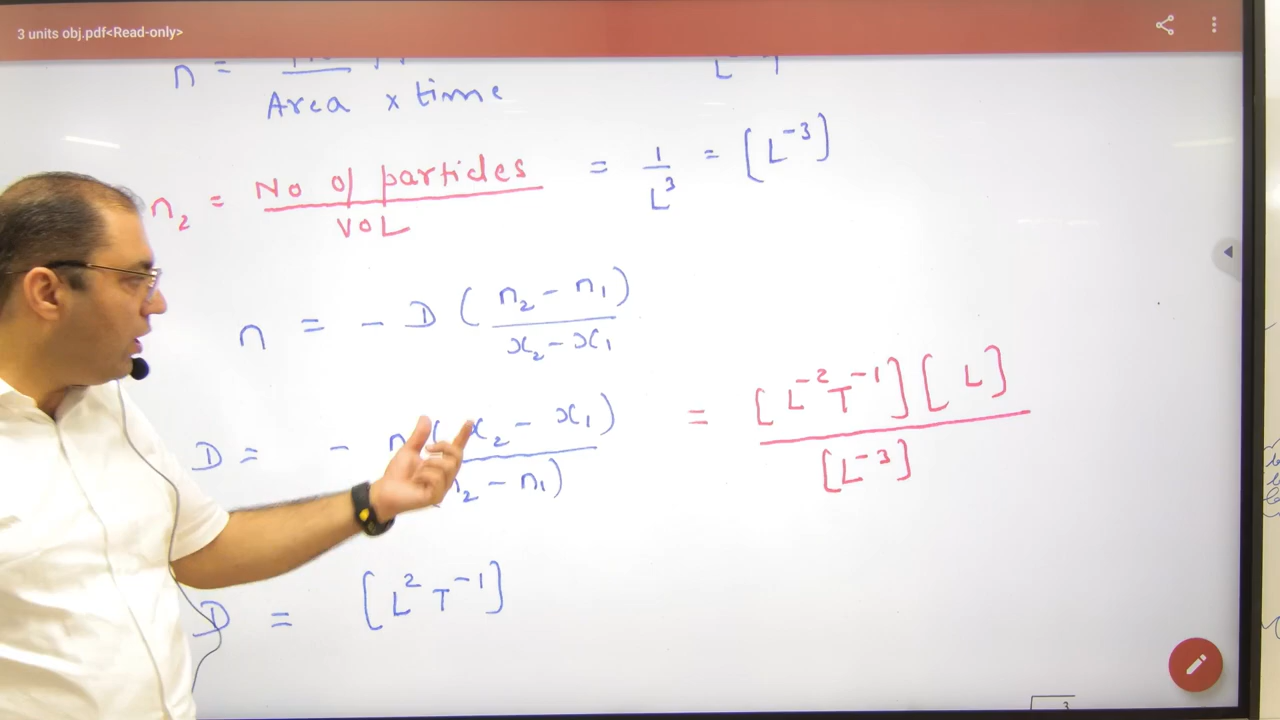 3 units obj.pdf<Read-only>
n =
Area × time
n₂ = No of particles / VOL = 1 / L³ = [L⁻³]
n = - D (n₂ - n₁) / x₂ - x₁
D = - n (x₂ - x₁) / n₂ - n₁) = [L⁻²T⁻¹] [L] / [L⁻³]
D = [L² T⁻¹]